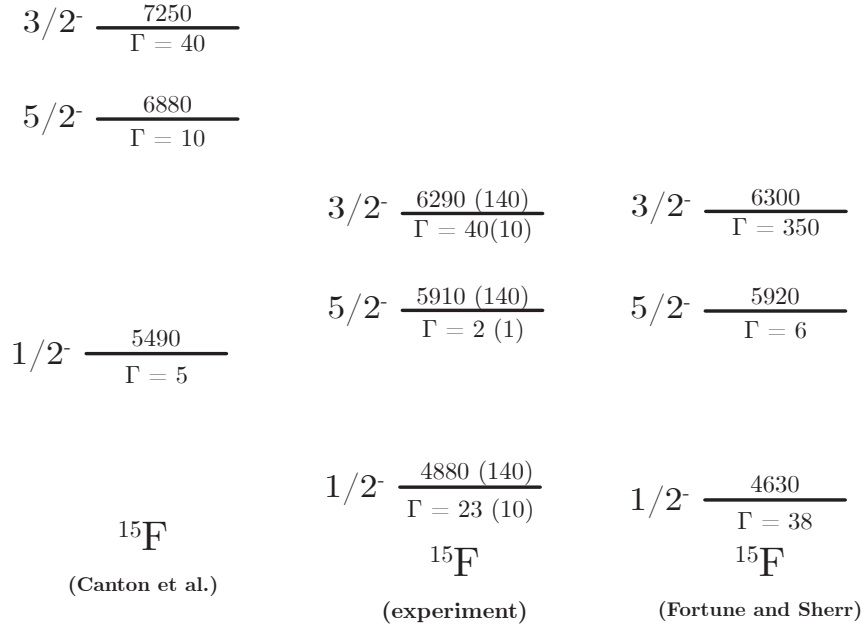 7250
3/2-
Γ = 40
6880
5/2-
Γ = 10
5490
1/2-
Γ = 5
15F
(Canton et al.)
6290 (140)
3/2-
Γ = 40(10)
5910 (140)
5/2-
Γ = 2 (1)
4880 (140)
1/2-
Γ = 23 (10)
15F
(experiment)
6300
3/2-
Γ = 350
5920
5/2-
Γ = 6
4630
1/2-
Γ = 38
15F
(Fortune and Sherr)